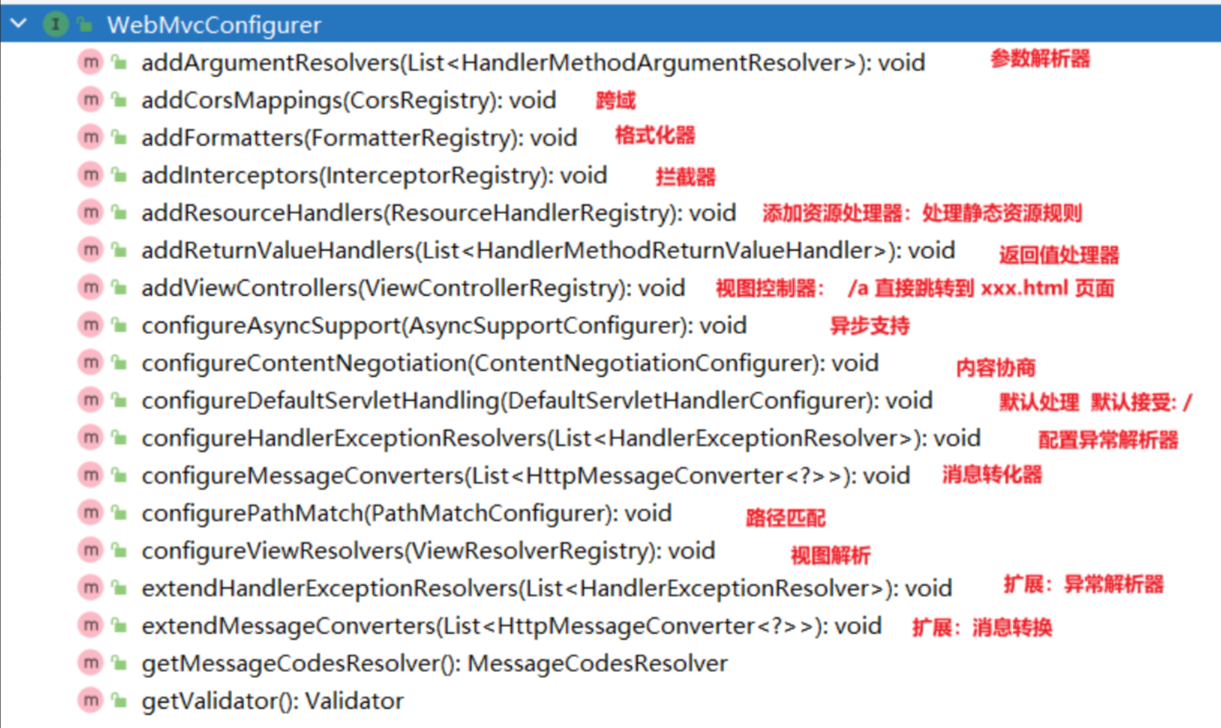 WebMvcConfigurer
addArgumentResolvers(List<HandlerMethodArgumentResolver>): void 参数解析器
addCorsMappings(CorsRegistry): void 跨域
addFormatters(FormatterRegistry): void 格式化器
addInterceptors(InterceptorRegistry): void 拦截器
addResourceHandlers(ResourceHandlerRegistry): void 添加资源处理器：处理静态资源规则
addReturnValueHandlers(List<HandlerMethodReturnValueHandler>): void 返回值处理器
addViewControllers(ViewControllerRegistry): void 视图控制器： /a 直接跳转到 xxx.html 页面
configureAsyncSupport(AsyncSupportConfigurer): void 异步支持
configureContentNegotiation(ContentNegotiationConfigurer): void 内容协商
configureDefaultServletHandling(DefaultServletHandlerConfigurer): void 默认处理 默认接受: /
configureHandlerExceptionResolvers(List<HandlerExceptionResolver>): void 配置异常解析器
configureMessageConverters(List<HttpMessageConverter<?>>): void 消息转化器
configurePathMatch(PathMatchConfigurer): void 路径匹配
configureViewResolvers(ViewResolverRegistry): void 视图解析
extendHandlerExceptionResolvers(List<HandlerExceptionResolver>): void 扩展：异常解析器
extendMessageConverters(List<HttpMessageConverter<?>>): void 扩展：消息转换
getMessageCodesResolver(): MessageCodesResolver
getValidator(): Validator